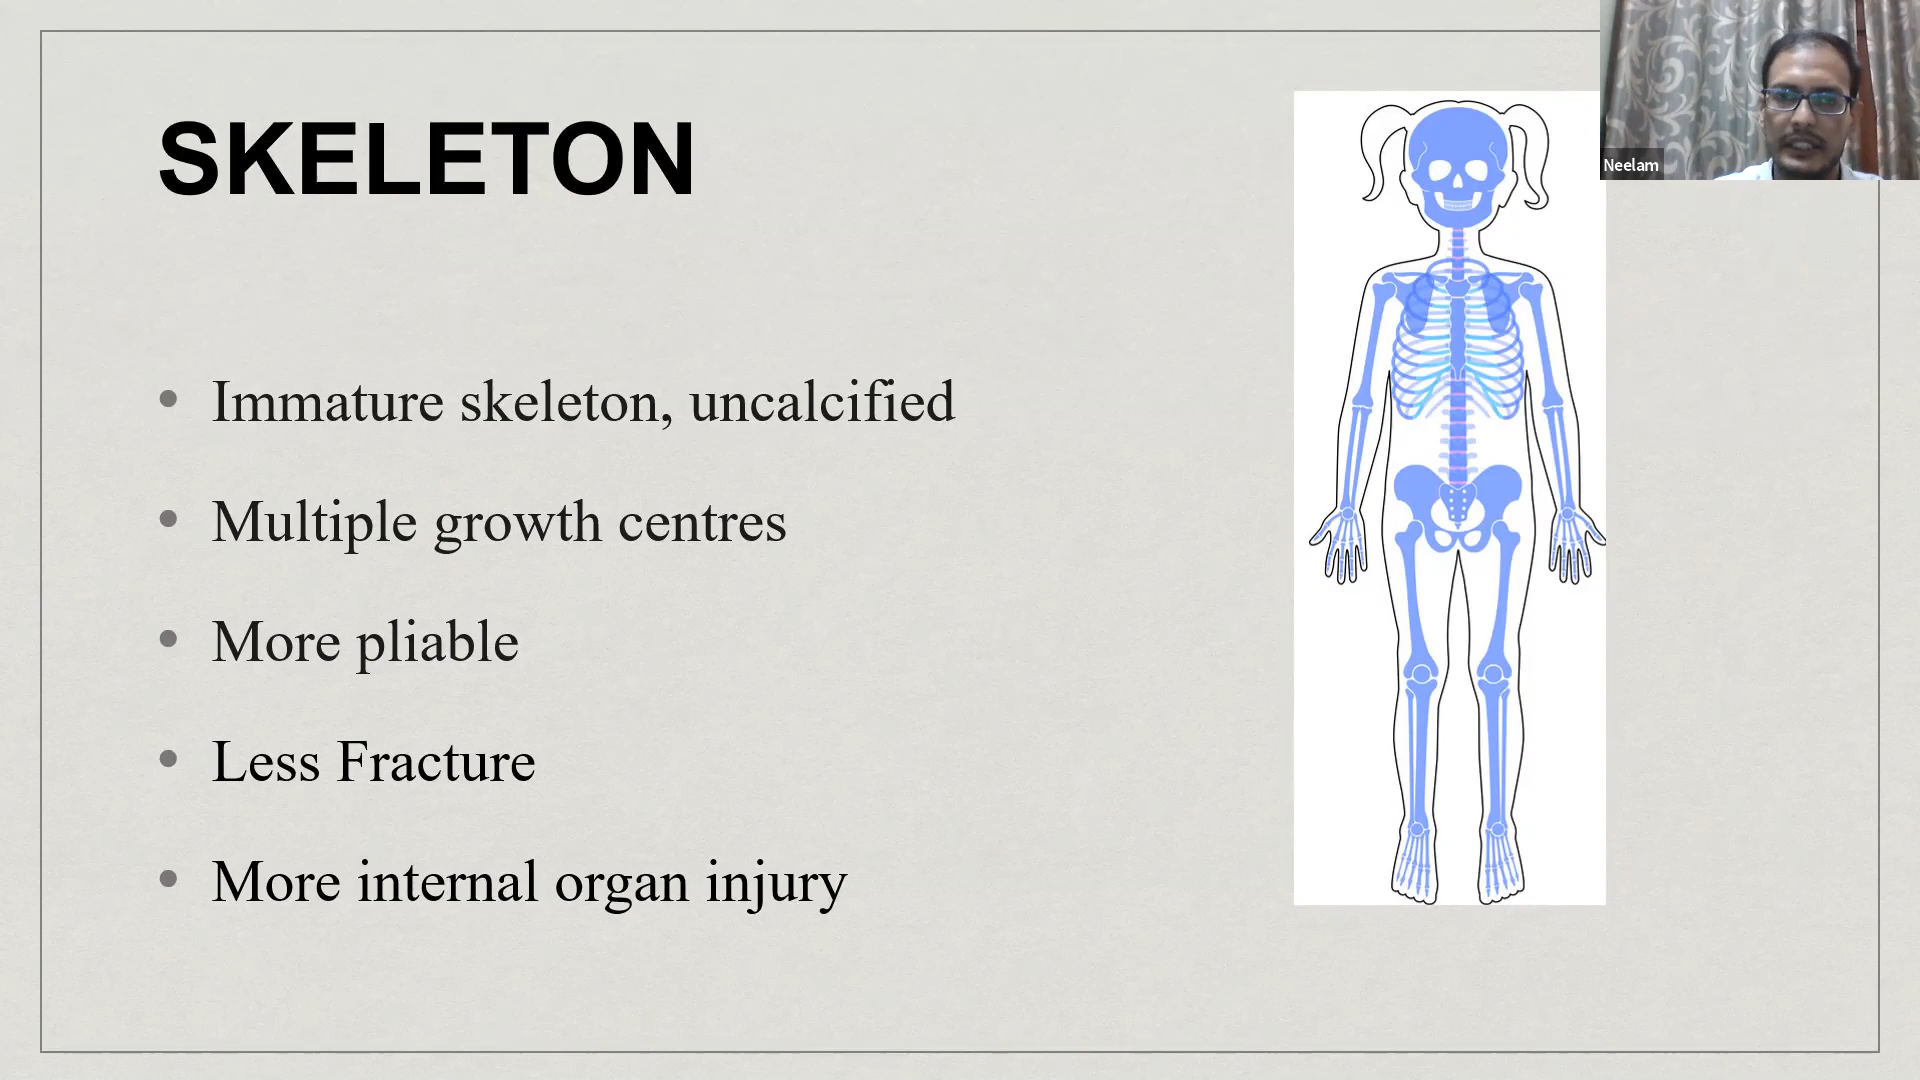 SKELETON
Neelam
• Immature skeleton, uncalcified
• Multiple growth centres
• More pliable
• Less Fracture
• More internal organ injury